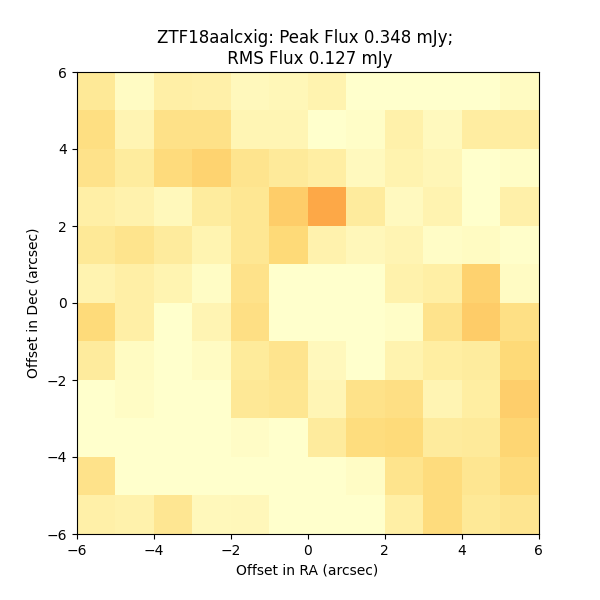 ZTF18aalcxig: Peak Flux 0.348 mJy;
RMS Flux 0.127 mJy
6
4
2
0
−2
−4
−6
Offset in Dec (arcsec)
−6 −4 −2 0 2 4 6
Offset in RA (arcsec)